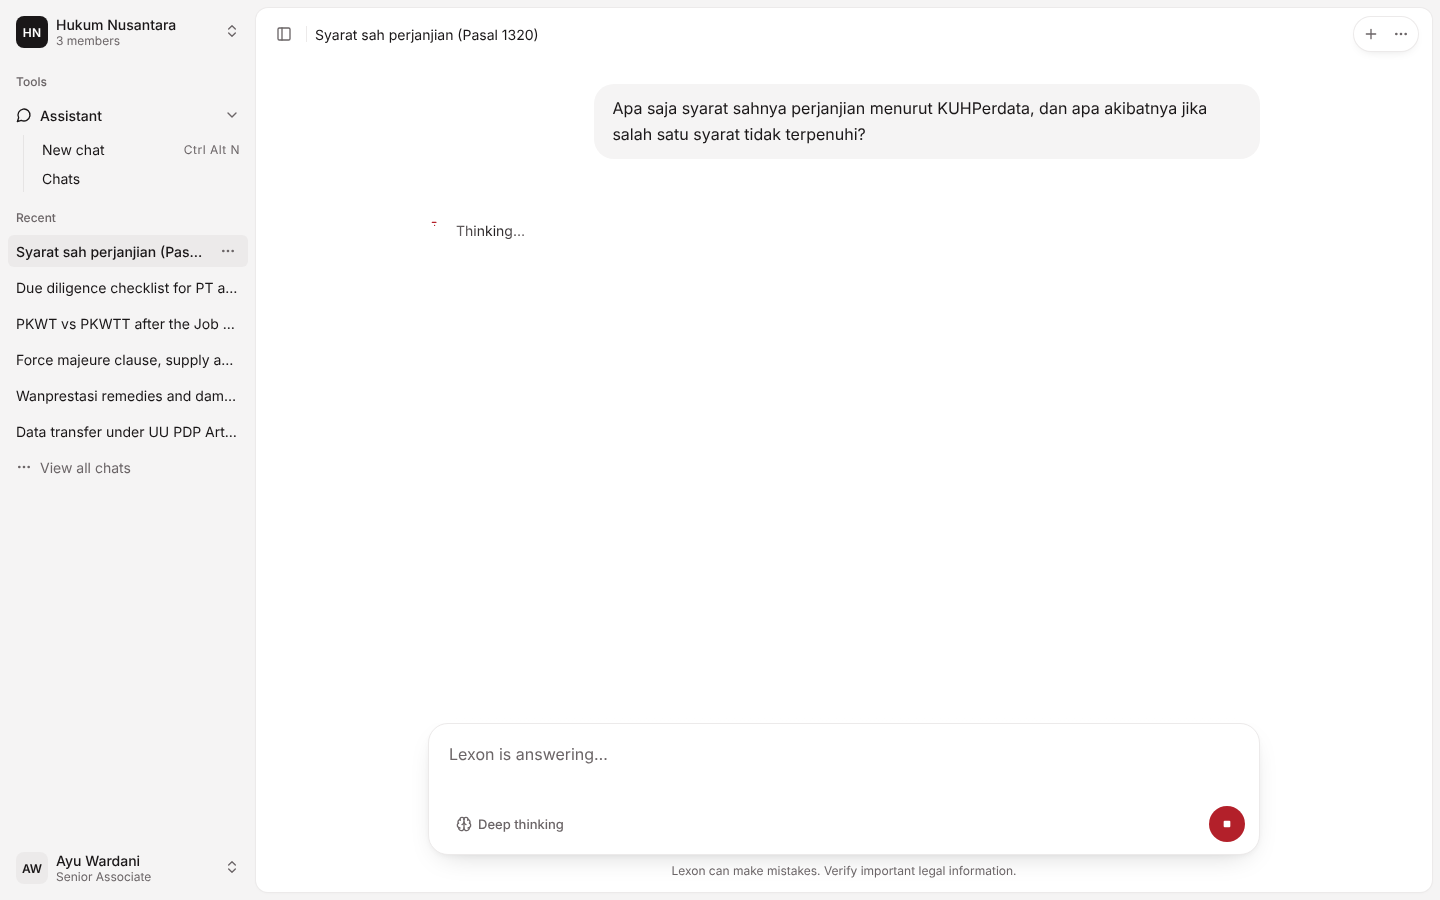 HN
Hukum Nusantara
3 members
Tools
Assistant
New chat
Ctrl Alt N
Chats
Recent
Syarat sah perjanjian (Pas...
Due diligence checklist for PT a...
PKWT vs PKWTT after the Job ...
Force majeure clause, supply a...
Wanprestasi remedies and dam...
Data transfer under UU PDP Art...
View all chats
AW
Ayu Wardani
Senior Associate
Syarat sah perjanjian (Pasal 1320)
Apa saja syarat sahnya perjanjian menurut KUHPerdata, dan apa akibatnya jika
salah satu syarat tidak terpenuhi?
Thinking...
Lexon is answering...
Deep thinking
Lexon can make mistakes. Verify important legal information.